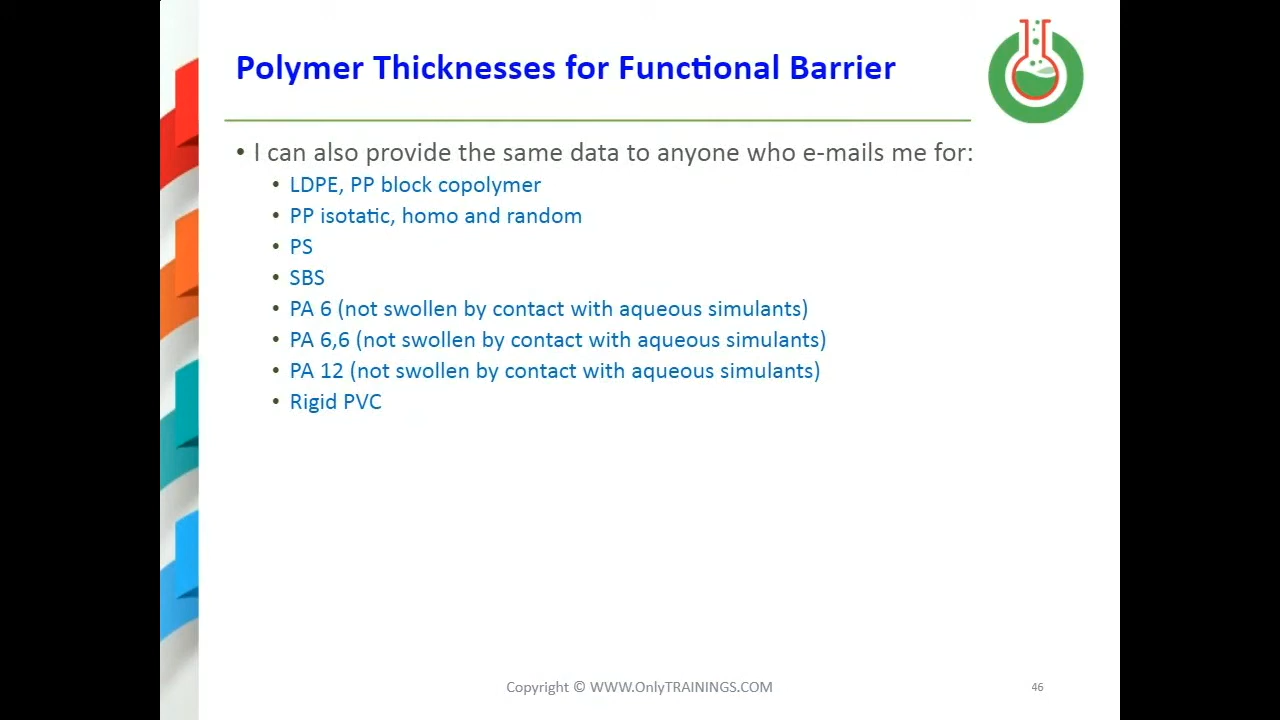 Polymer Thicknesses for Functional Barrier
• I can also provide the same data to anyone who e-mails me for:
• LDPE, PP block copolymer
• PP isotatic, homo and random
• PS
• SBS
• PA 6 (not swollen by contact with aqueous simulants)
• PA 6,6 (not swollen by contact with aqueous simulants)
• PA 12 (not swollen by contact with aqueous simulants)
• Rigid PVC
Copyright © WWW.OnlyTRAININGS.COM
46